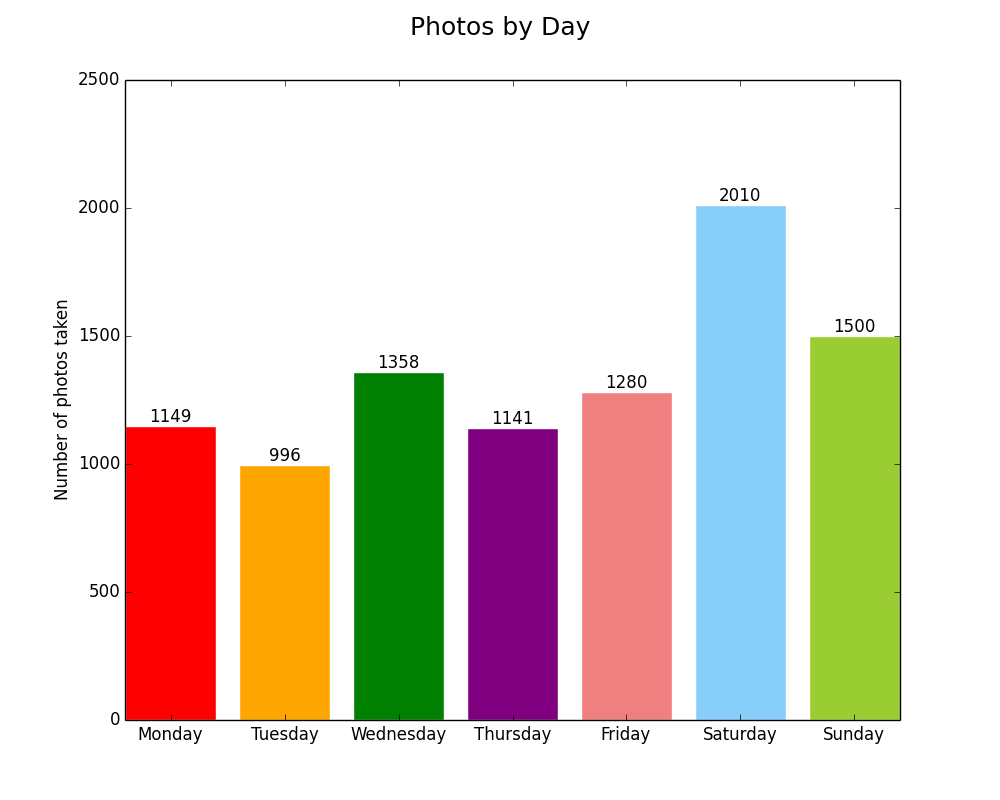 Photos by Day
Number of photos taken
2500
2000
1500
1000
500
0
1149
996
1358
1141
1280
2010
1500
Monday
Tuesday
Wednesday
Thursday
Friday
Saturday
Sunday